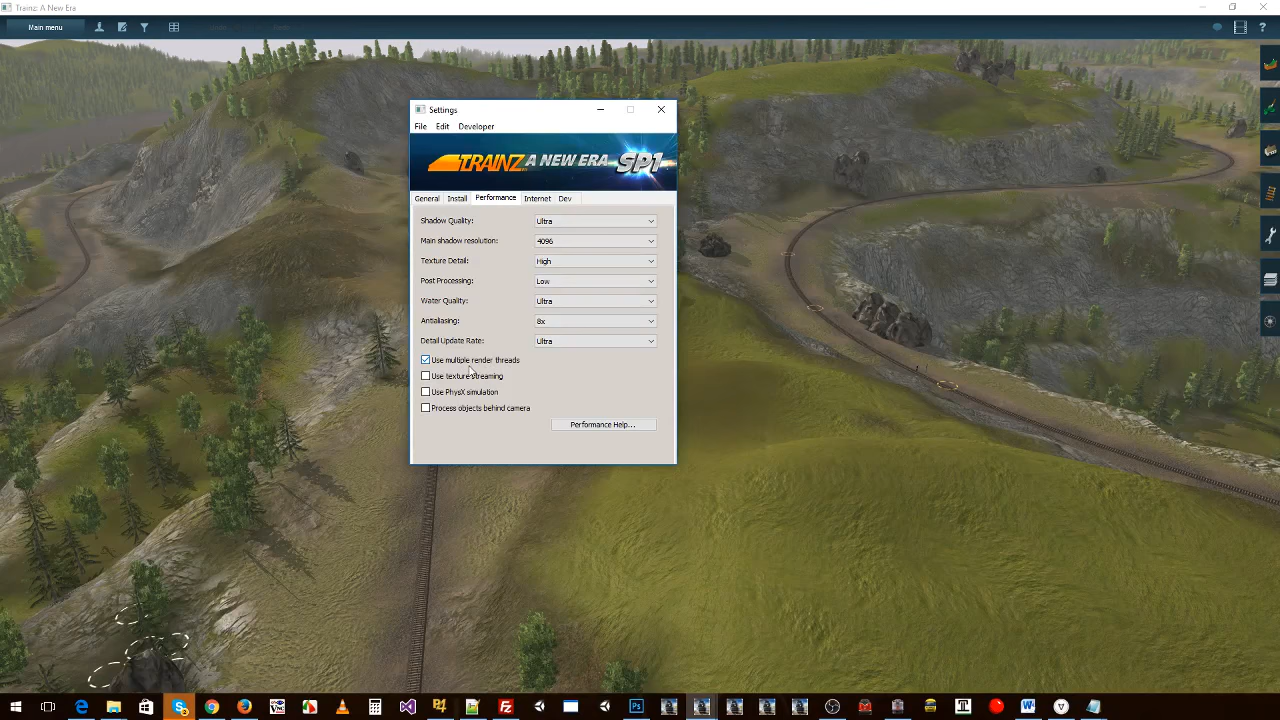 Trainz: A New Era
Main menu
Settings
File Edit Developer
TRAINZ A NEW ERA SP1
General Install Performance Internet Dev
Shadow Quality: Ultra
Main shadow resolution: 4096
Texture Detail: High
Post Processing: Low
Water Quality: Ultra
Antialiasing: 8x
Detail Update Rate: Ultra
Use multiple render threads
Use texture streaming
Use PhysX simulation
Process objects behind camera
Performance Help...